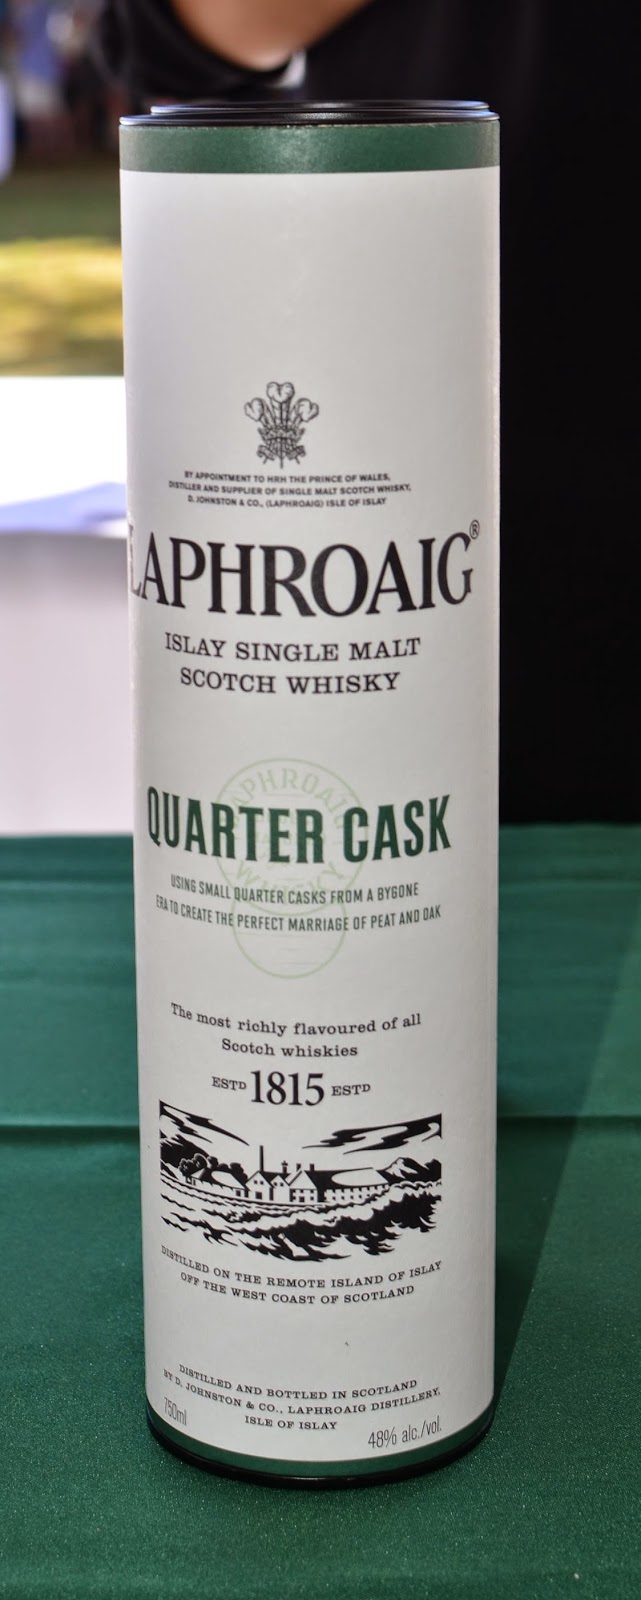 BY APPOINTMENT TO HRH THE PRINCE OF WALES,
DISTILLER AND SUPPLIER OF SINGLE MALT SCOTCH WHISKY,
D. JOHNSTON & CO., (LAPHROAIG) ISLE OF ISLAY
LAPHROAIG®
ISLAY SINGLE MALT
SCOTCH WHISKY
LAPHROAIG
QUARTER CASK
WHISKY
USING SMALL QUARTER CASKS FROM A BYGONE
ERA TO CREATE THE PERFECT MARRIAGE OF PEAT AND OAK
The most richly flavoured of all
Scotch whiskies
ESTD 1815 ESTD
DISTILLED ON THE REMOTE ISLAND OF ISLAY
OFF THE WEST COAST OF SCOTLAND
DISTILLED AND BOTTLED IN SCOTLAND
BY D. JOHNSTON & CO., LAPHROAIG DISTILLERY,
ISLE OF ISLAY
750ml
48% alc./vol.